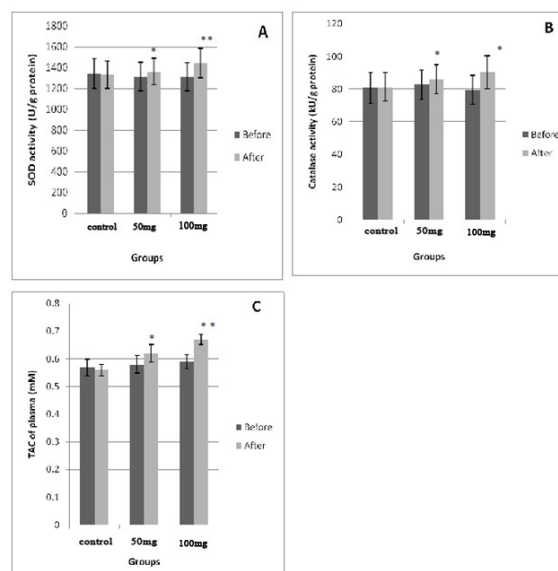 A
SOD activity (U/g protein)
1800
1600
1400
1200
1000
800
600
400
200
0
* 
* *
control 50mg 100mg
Groups
Before
After
B
Catalase activity (kU/g protein)
120
100
80
60
40
20
0
*
*
control 50mg 100mg
Groups
Before
After
C
TAC of plasma (mM)
0.8
0.7
0.6
0.5
0.4
0.3
0.2
0.1
0
*
* *
control 50mg 100mg
Groups
Before
After